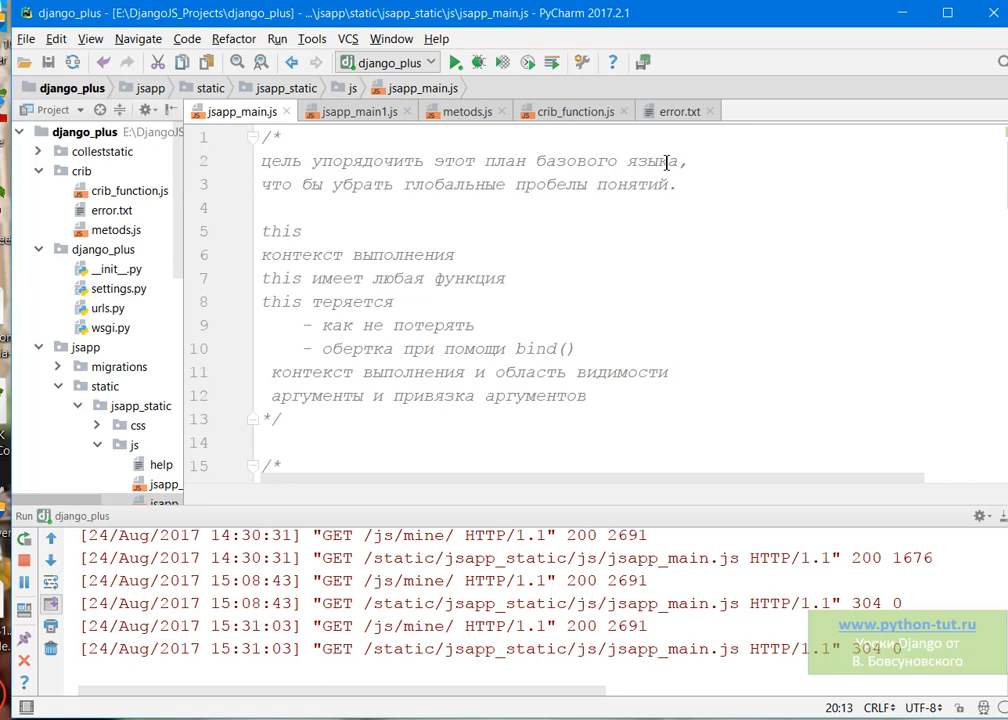 django_plus - [E:\DjangoJS_Projects\django_plus] - ...\jsapp\static\jsapp_static\js\jsapp_main.js - PyCharm 2017.2.1
File Edit View Navigate Code Refactor Run Tools VCS Window Help
django_plus
django_plus jsapp static jsapp_static js jsapp_main.js
Project
jsapp_main.js jsapp_main1.js metods.js crib_function.js error.txt
django_plus E:\DjangoJS
colleststatic
crib
crib_function.js
error.txt
metods.js
django_plus
__init__.py
settings.py
urls.py
wsgi.py
jsapp
migrations
static
jsapp_static
css
js
help
jsapp_
jsapp
1 /*
2 цель упорядочить этот план базового языка,
3 что бы убрать глобальные пробелы понятий.
4
5 this
6 контекст выполнения
7 this имеет любая функция
8 this теряется
9 - как не потерять
10 - обертка при помощи bind()
11 контекст выполнения и область видимости
12 аргументы и привязка аргументов
13 */
14
15 /*
Run django_plus
[24/Aug/2017 14:30:31] "GET /js/mine/ HTTP/1.1" 200 2691
[24/Aug/2017 14:30:31] "GET /static/jsapp_static/js/jsapp_main.js HTTP/1.1" 200 1676
[24/Aug/2017 15:08:43] "GET /js/mine/ HTTP/1.1" 200 2691
[24/Aug/2017 15:08:43] "GET /static/jsapp_static/js/jsapp_main.js HTTP/1.1" 304 0
[24/Aug/2017 15:31:03] "GET /js/mine/ HTTP/1.1" 200 2691
[24/Aug/2017 15:31:03] "GET /static/jsapp_static/js/jsapp_main.js HTTP/1.1" 304 0
www.python-tut.ru
Уроки Django от
В. Бовсуновского
20:13 CRLF UTF-8